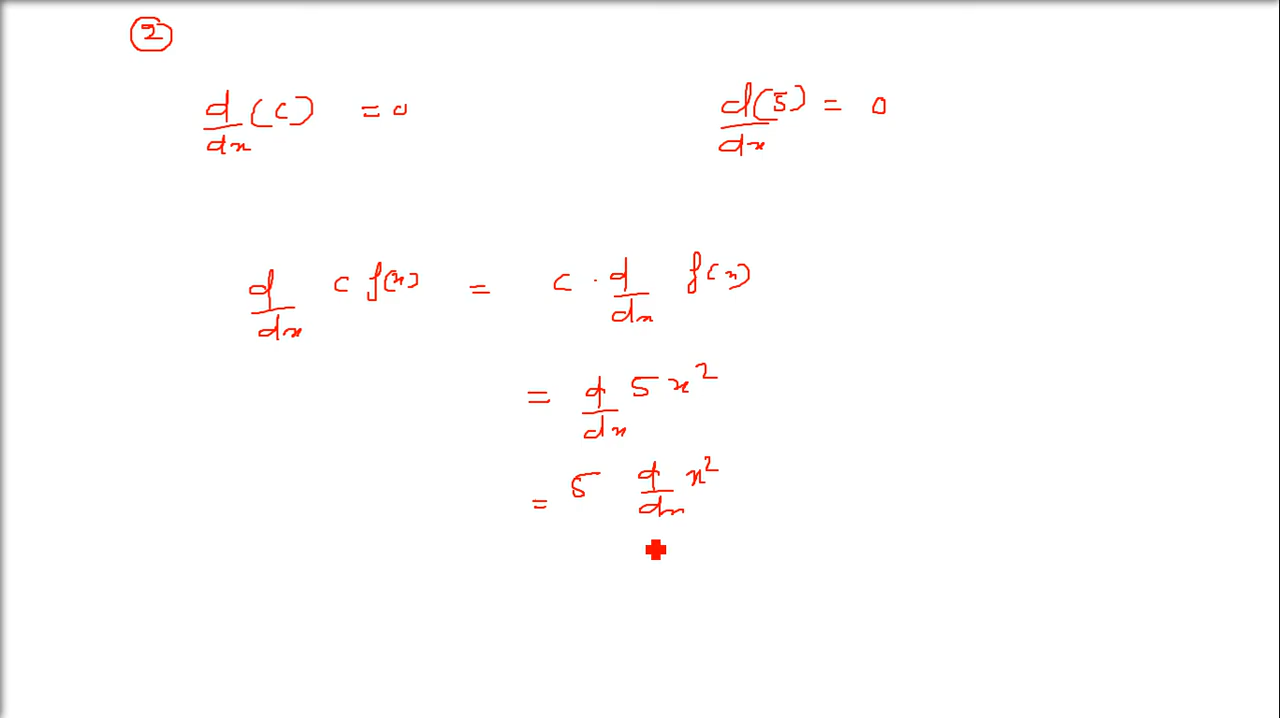 ②
d/dx (c) = 0    d(5)/dx = 0
d/dx c f(x) = c · d/dx f(x)
= d/dx 5x²
= 5 d/dx x²